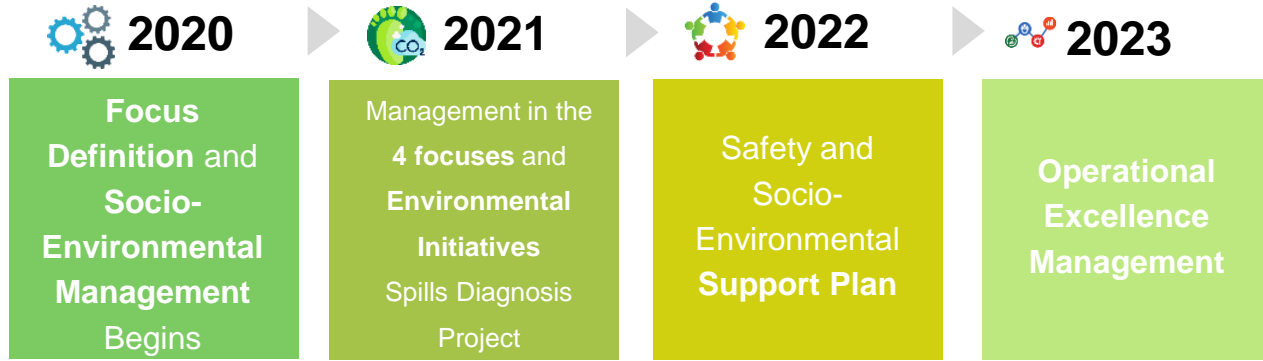 2020
Focus
Definition and
Socio-
Environmental
Management
Begins
2021
CO2
Management in the
4 focuses and
Environmental
Initiatives
Spills Diagnosis
Project
2022
Safety and
Socio-
Environmental
Support Plan
2023
Operational
Excellence
Management